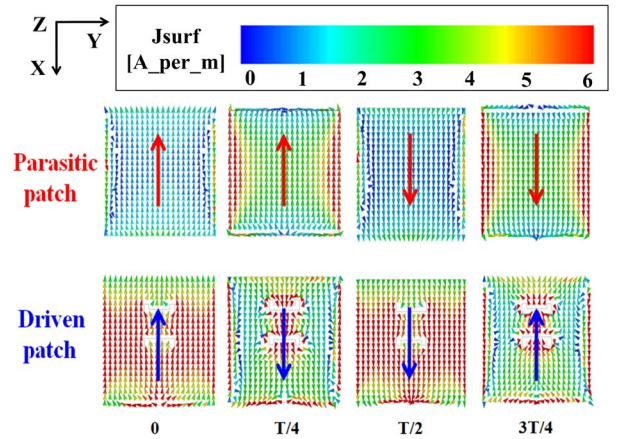 Z
Y
X
Jsurf
[A_per_m]
0 1 2 3 4 5 6
Parasitic
patch
Driven
patch
0 T/4 T/2 3T/4